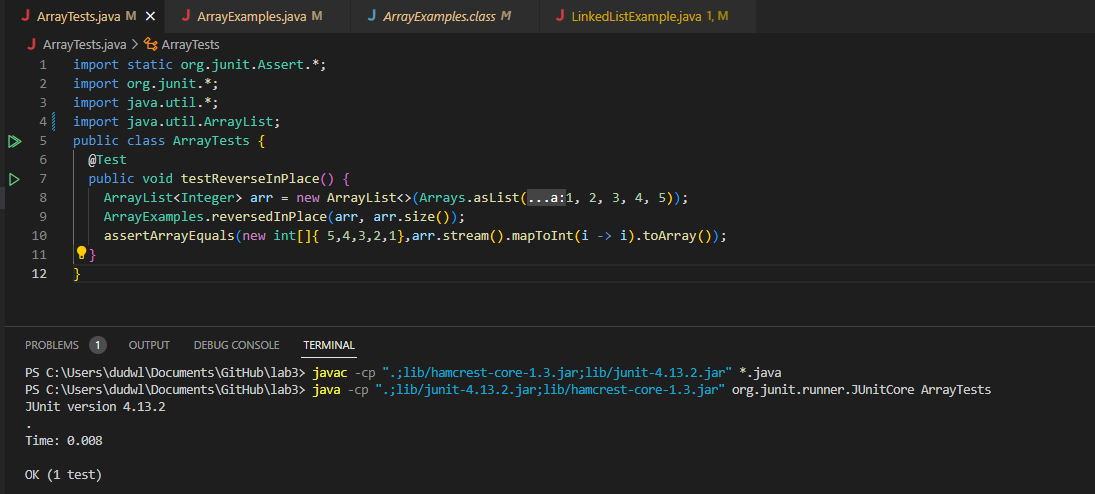 ArrayTests.java M × ArrayExamples.java M ArrayExamples.class M LinkedListExample.java 1, M
ArrayTests.java > ArrayTests
1 import static org.junit.Assert.*;
2 import org.junit.*;
3 import java.util.*;
4 import java.util.ArrayList;
5 public class ArrayTests {
6 @Test
7 public void testReverseInPlace() {
8 ArrayList<Integer> arr = new ArrayList<>(Arrays.asList(...a:1, 2, 3, 4, 5));
9 ArrayExamples.reversedInPlace(arr, arr.size());
10 assertArrayEquals(new int[]{ 5,4,3,2,1},arr.stream().mapToInt(i -> i).toArray());
11 }
12 }
PROBLEMS 1 OUTPUT DEBUG CONSOLE TERMINAL
PS C:\Users\dudwl\Documents\GitHub\lab3> javac -cp ".;lib/hamcrest-core-1.3.jar;lib/junit-4.13.2.jar" *.java
PS C:\Users\dudwl\Documents\GitHub\lab3> java -cp ".;lib/junit-4.13.2.jar;lib/hamcrest-core-1.3.jar" org.junit.runner.JUnitCore ArrayTests
JUnit version 4.13.2
.
Time: 0.008
OK (1 test)